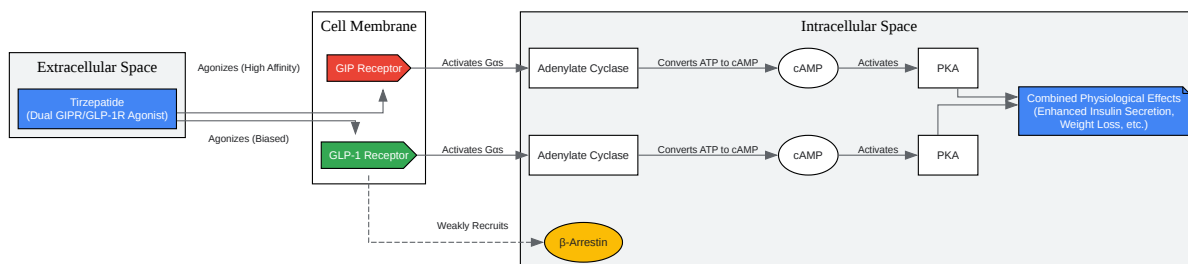 Extracellular Space
Tirzepatide
(Dual GIPR/GLP-1R Agonist)
Agonizes (High Affinity)
Agonizes (Biased)
Cell Membrane
GIP Receptor
GLP-1 Receptor
Intracellular Space
Activates Gαs
Adenylate Cyclase
Converts ATP to cAMP
cAMP
Activates
PKA
Activates Gαs
Adenylate Cyclase
Converts ATP to cAMP
cAMP
Activates
PKA
Combined Physiological Effects
(Enhanced Insulin Secretion,
Weight Loss, etc.)
Weakly Recruits
β-Arrestin